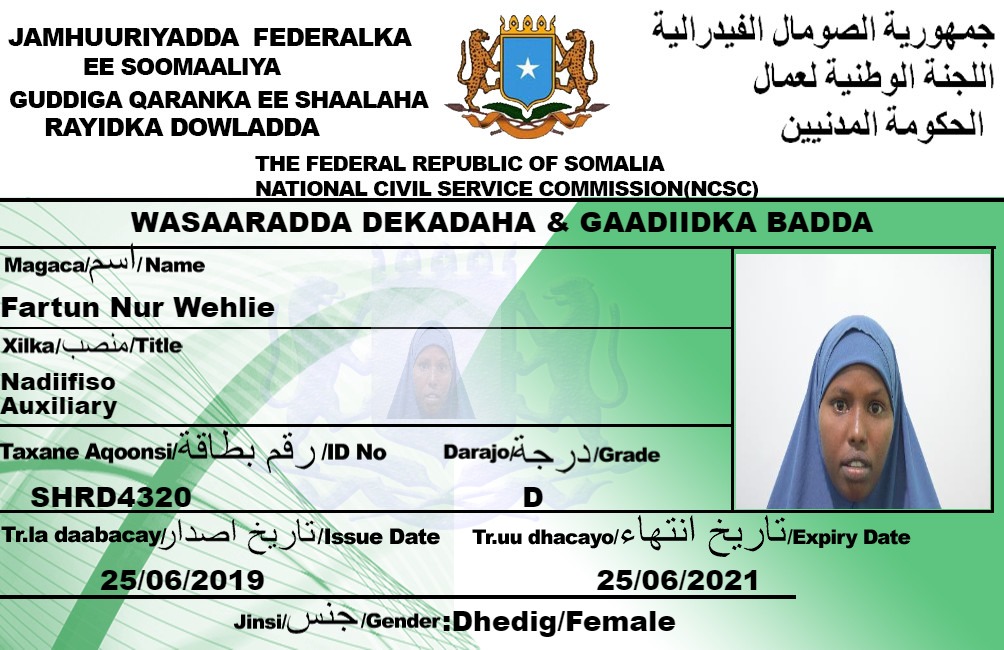 JAMHUURIYADDA FEDERALKA
EE SOOMAALIYA
GUDDIGA QARANKA EE SHAALAHA
RAYIDKA DOWLADDA
جمهورية الصومال الفيدرالية
اللجنة الوطنية لعمال
الحكومة المدنيين
THE FEDERAL REPUBLIC OF SOMALIA
NATIONAL CIVIL SERVICE COMMISSION(NCSC)
WASAARADDA DEKADAHA & GAADIIDKA BADDA
Magaca/اسم/Name
Fartun Nur Wehlie
Xilka/منصب/Title
Nadiifiso
Auxiliary
Taxane Aqoonsi/رقم بطاقة/ID No Darajo/درجة/Grade
SHRD4320 D
Tr.la daabacay/تاريخ اصدار/Issue Date Tr.uu dhacayo/تاريخ انتهاء/Expiry Date
25/06/2019 25/06/2021
Jinsi/جنس/Gender:Dhedig/Female